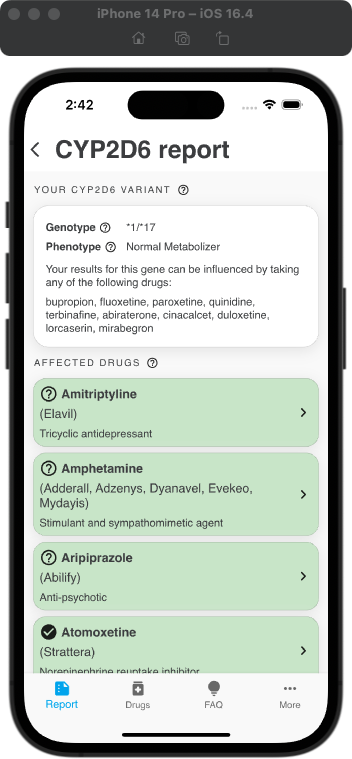 iPhone 14 Pro – iOS 16.4
2:42
CYP2D6 report
YOUR CYP2D6 VARIANT
Genotype *1/*17
Phenotype Normal Metabolizer
Your results for this gene can be influenced by taking
any of the following drugs:
bupropion, fluoxetine, paroxetine, quinidine,
terbinafine, abiraterone, cinacalcet, duloxetine,
lorcaserin, mirabegron
AFFECTED DRUGS
Amitriptyline
(Elavil)
Tricyclic antidepressant
Amphetamine
(Adderall, Adzenys, Dyanavel, Evekeo,
Mydayis)
Stimulant and sympathomimetic agent
Aripiprazole
(Abilify)
Anti-psychotic
Atomoxetine
(Strattera)
Norepinephrine reuptake inhibitor
Report
Drugs
FAQ
More